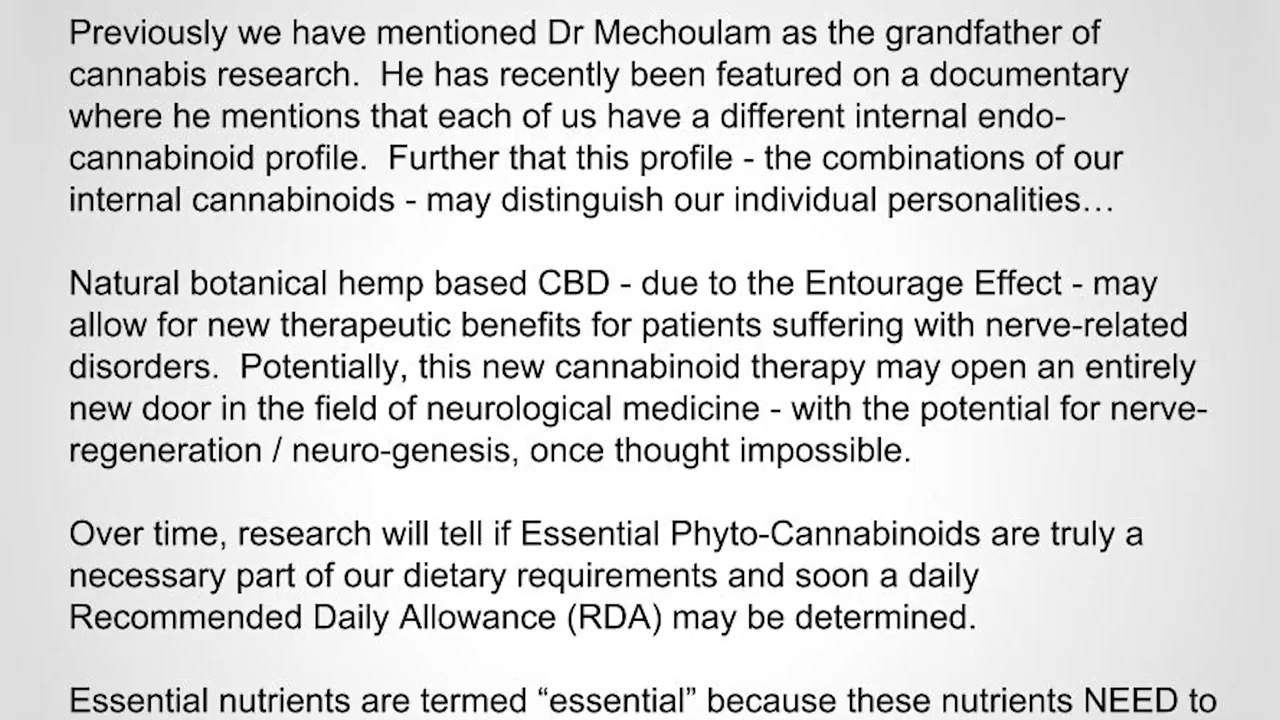 Previously we have mentioned Dr Mechoulam as the grandfather of
cannabis research.  He has recently been featured on a documentary
where he mentions that each of us have a different internal endo-
cannabinoid profile.  Further that this profile - the combinations of our
internal cannabinoids - may distinguish our individual personalities…
Natural botanical hemp based CBD - due to the Entourage Effect - may
allow for new therapeutic benefits for patients suffering with nerve-related
disorders.  Potentially, this new cannabinoid therapy may open an entirely
new door in the field of neurological medicine - with the potential for nerve-
regeneration / neuro-genesis, once thought impossible.
Over time, research will tell if Essential Phyto-Cannabinoids are truly a
necessary part of our dietary requirements and soon a daily
Recommended Daily Allowance (RDA) may be determined.
Essential nutrients are termed “essential” because these nutrients NEED to